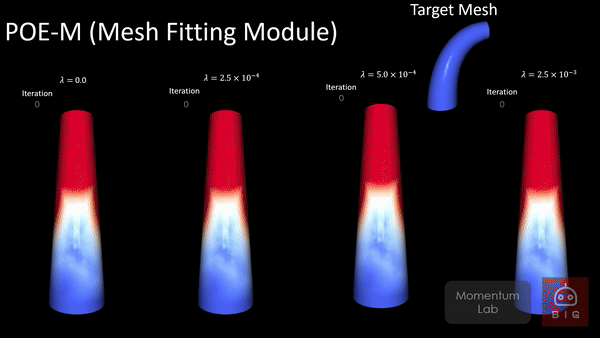 POE-M (Mesh Fitting Module)
Target Mesh
λ = 0.0
Iteration
0
λ = 2.5 × 10⁻⁴
Iteration
0
λ = 5.0 × 10⁻⁴
Iteration
0
λ = 2.5 × 10⁻³
Iteration
0
Momentum
Lab
BIG